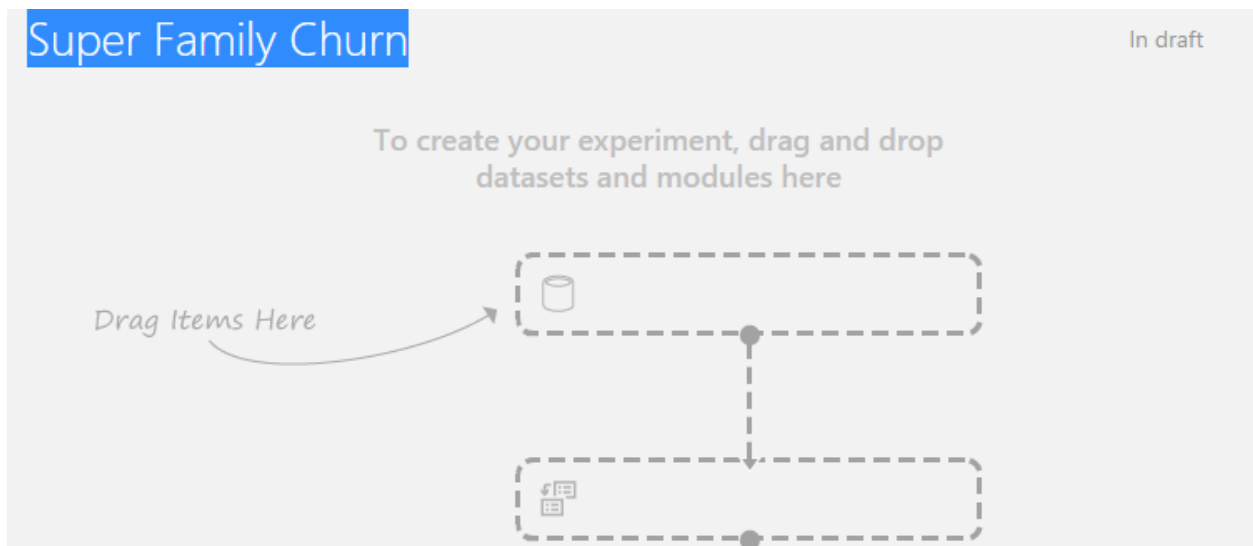 Super Family Churn
In draft
To create your experiment, drag and drop
datasets and modules here
Drag Items Here